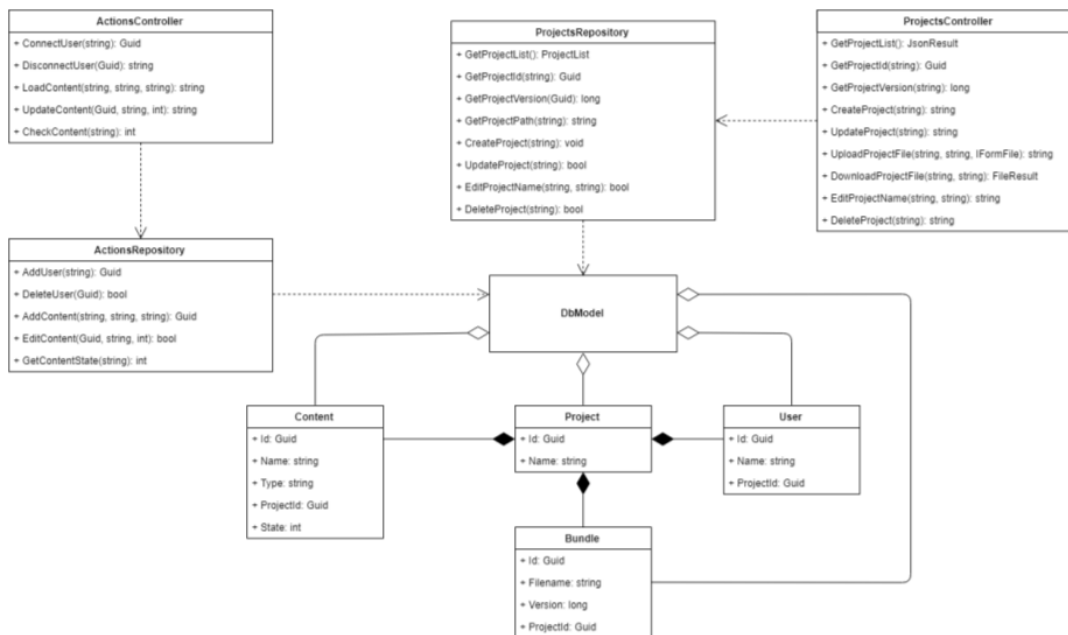 ActionsController
+ ConnectUser(string): Guid
+ DisconnectUser(Guid): string
+ LoadContent(string, string, string): string
+ UpdateContent(Guid, string, int): string
+ CheckContent(string): int
ProjectsRepository
+ GetProjectList(): ProjectList
+ GetProjectId(string): Guid
+ GetProjectVersion(Guid): long
+ GetProjectPath(string): string
+ CreateProject(string): void
+ UpdateProject(string): bool
+ EditProjectName(string, string): bool
+ DeleteProject(string): bool
ProjectsController
+ GetProjectList(): JsonResult
+ GetProjectId(string): Guid
+ GetProjectVersion(string): long
+ CreateProject(string): string
+ UpdateProject(string): string
+ UploadProjectFile(string, string, IFormFile): string
+ DownloadProjectFile(string, string): FileResult
+ EditProjectName(string, string): string
+ DeleteProject(string): string
ActionsRepository
+ AddUser(string): Guid
+ DeleteUser(Guid): bool
+ AddContent(string, string, string): Guid
+ EditContent(Guid, string, int): bool
+ GetContentState(string): int
DbModel
Content
+ Id: Guid
+ Name: string
+ Type: string
+ ProjectId: Guid
+ State: int
Project
+ Id: Guid
+ Name: string
User
+ Id: Guid
+ Name: string
+ ProjectId: Guid
Bundle
+ Id: Guid
+ Filename: string
+ Version: long
+ ProjectId: Guid